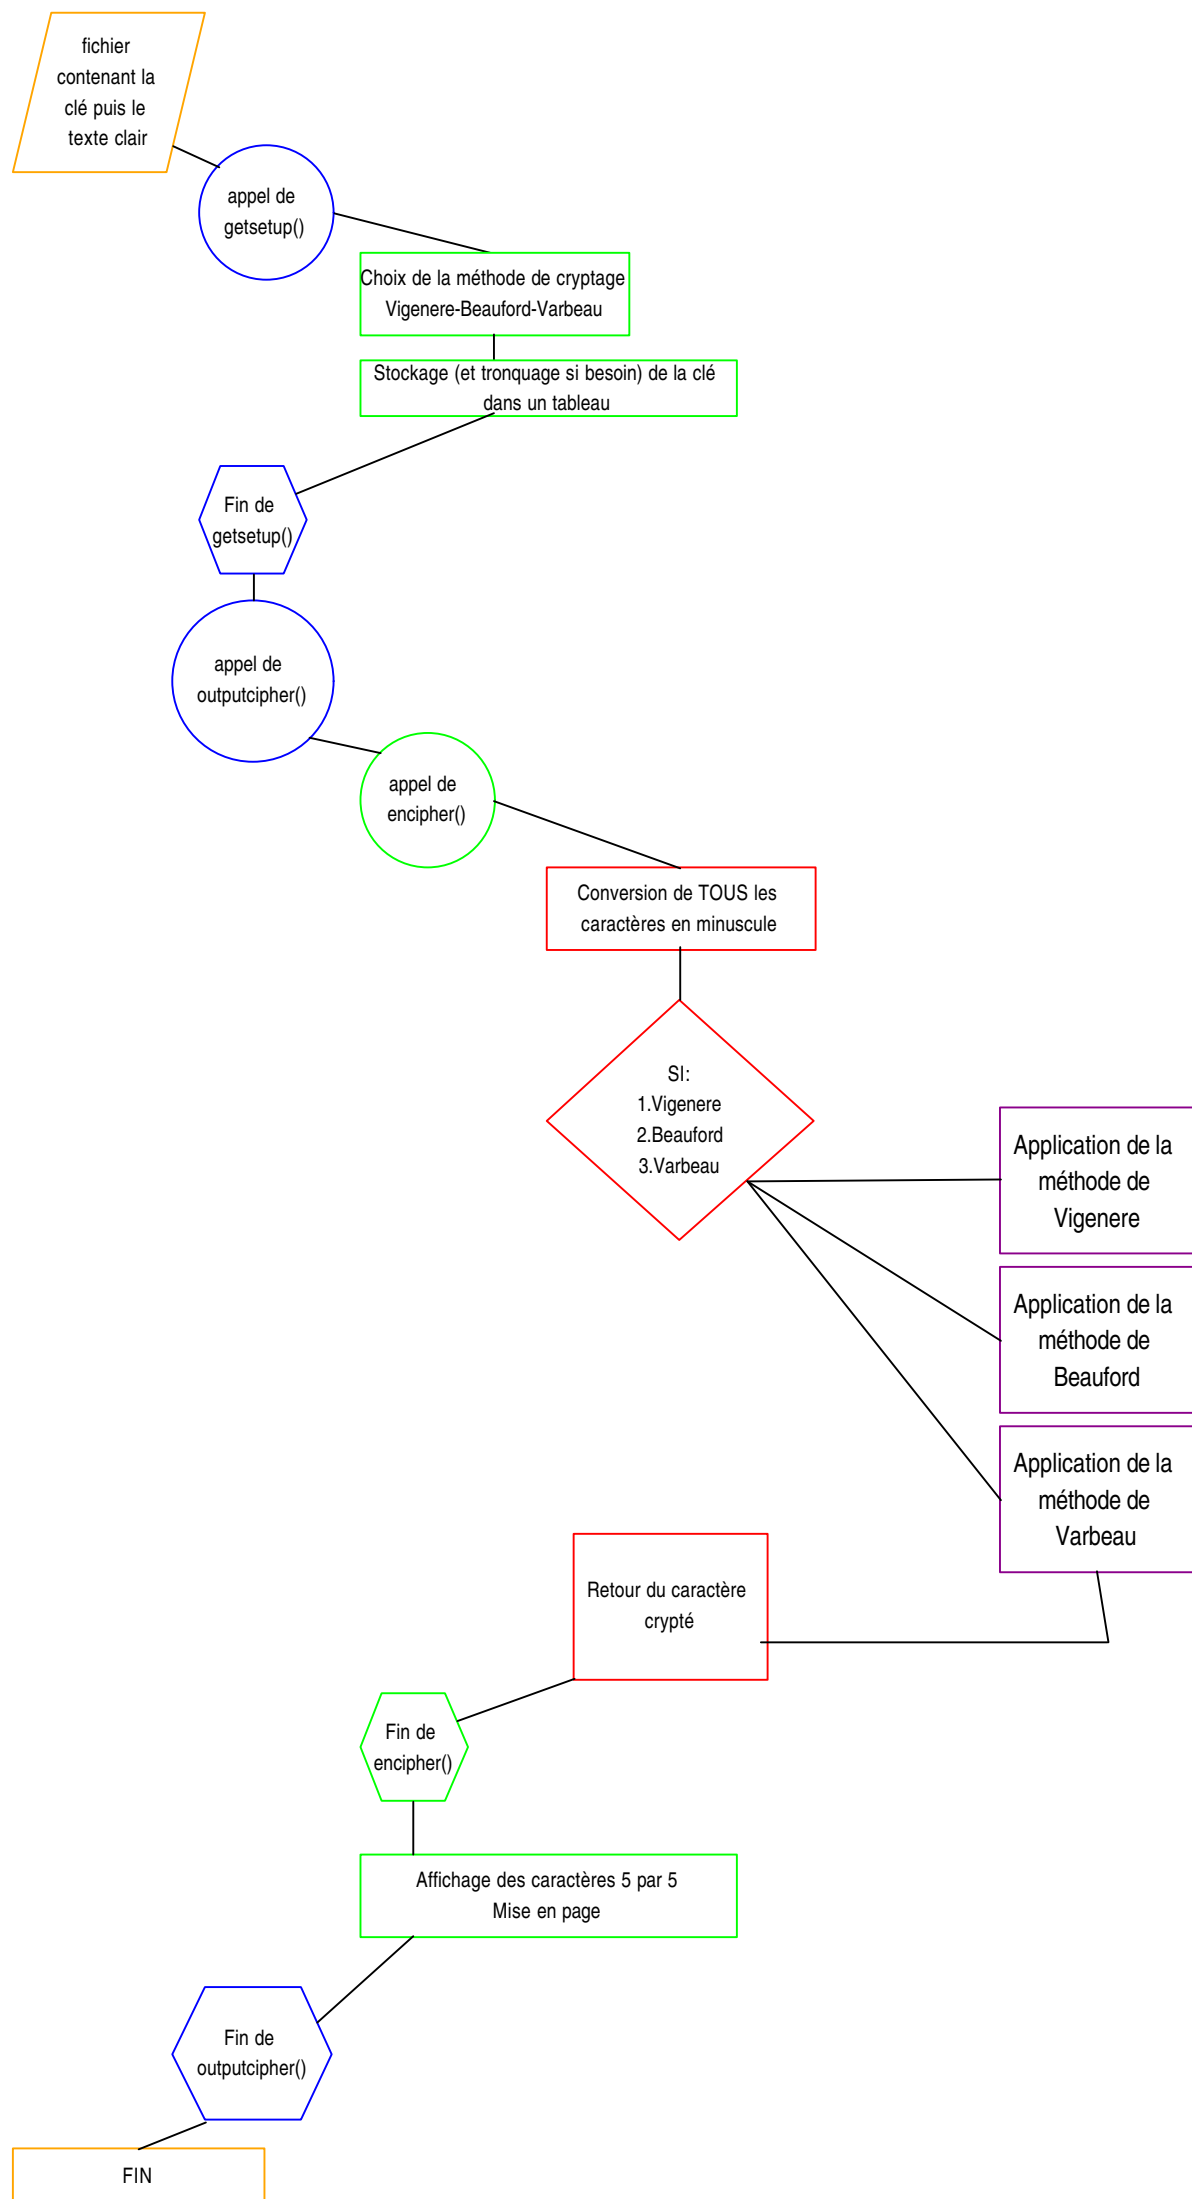 fichier
contenant la
clé puis le
texte clair
appel de
getsetup()
Choix de la méthode de cryptage
Vigenere-Beauford-Varbeau
Stockage (et tronquage si besoin) de la clé
dans un tableau
Fin de
getsetup()
appel de
outputcipher()
appel de
encipher()
Conversion de TOUS les
caractères en minuscule
SI:
1.Vigenere
2.Beauford
3.Varbeau
Application de la
méthode de
Vigenere
Application de la
méthode de
Beauford
Application de la
méthode de
Varbeau
Retour du caractère
crypté
Fin de
encipher()
Affichage des caractères 5 par 5
Mise en page
Fin de
outputcipher()
FIN